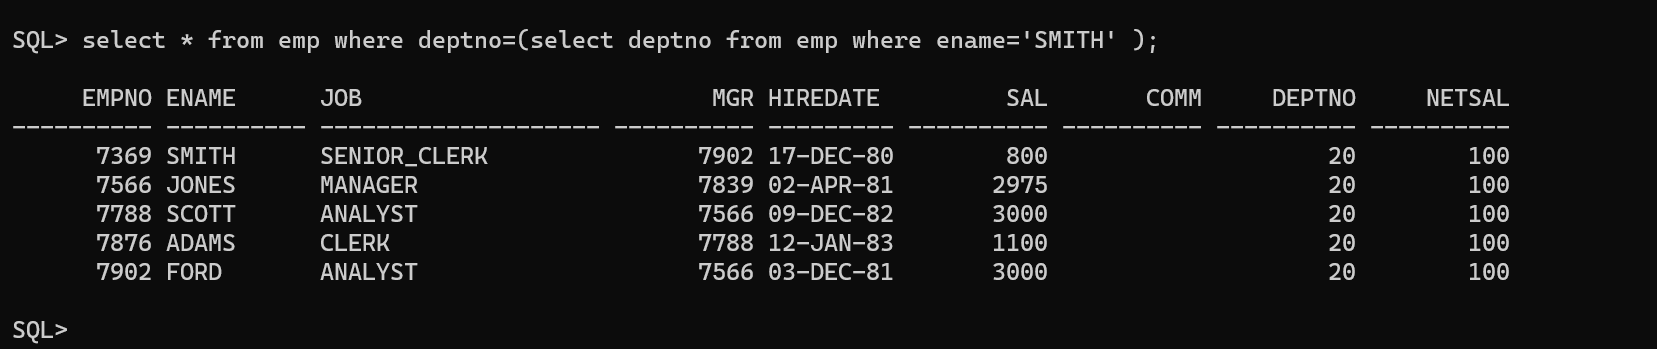 SQL> select * from emp where deptno=(select deptno from emp where ename='SMITH' );
     EMPNO ENAME      JOB                         MGR HIREDATE         SAL       COMM     DEPTNO     NETSAL
---------- ---------- -------------------- ---------- --------- ---------- ---------- ---------- ----------
      7369 SMITH      SENIOR_CLERK               7902 17-DEC-80        800                    20        100
      7566 JONES      MANAGER                    7839 02-APR-81       2975                    20        100
      7788 SCOTT      ANALYST                    7566 09-DEC-82       3000                    20        100
      7876 ADAMS      CLERK                      7788 12-JAN-83       1100                    20        100
      7902 FORD       ANALYST                    7566 03-DEC-81       3000                    20        100
SQL>